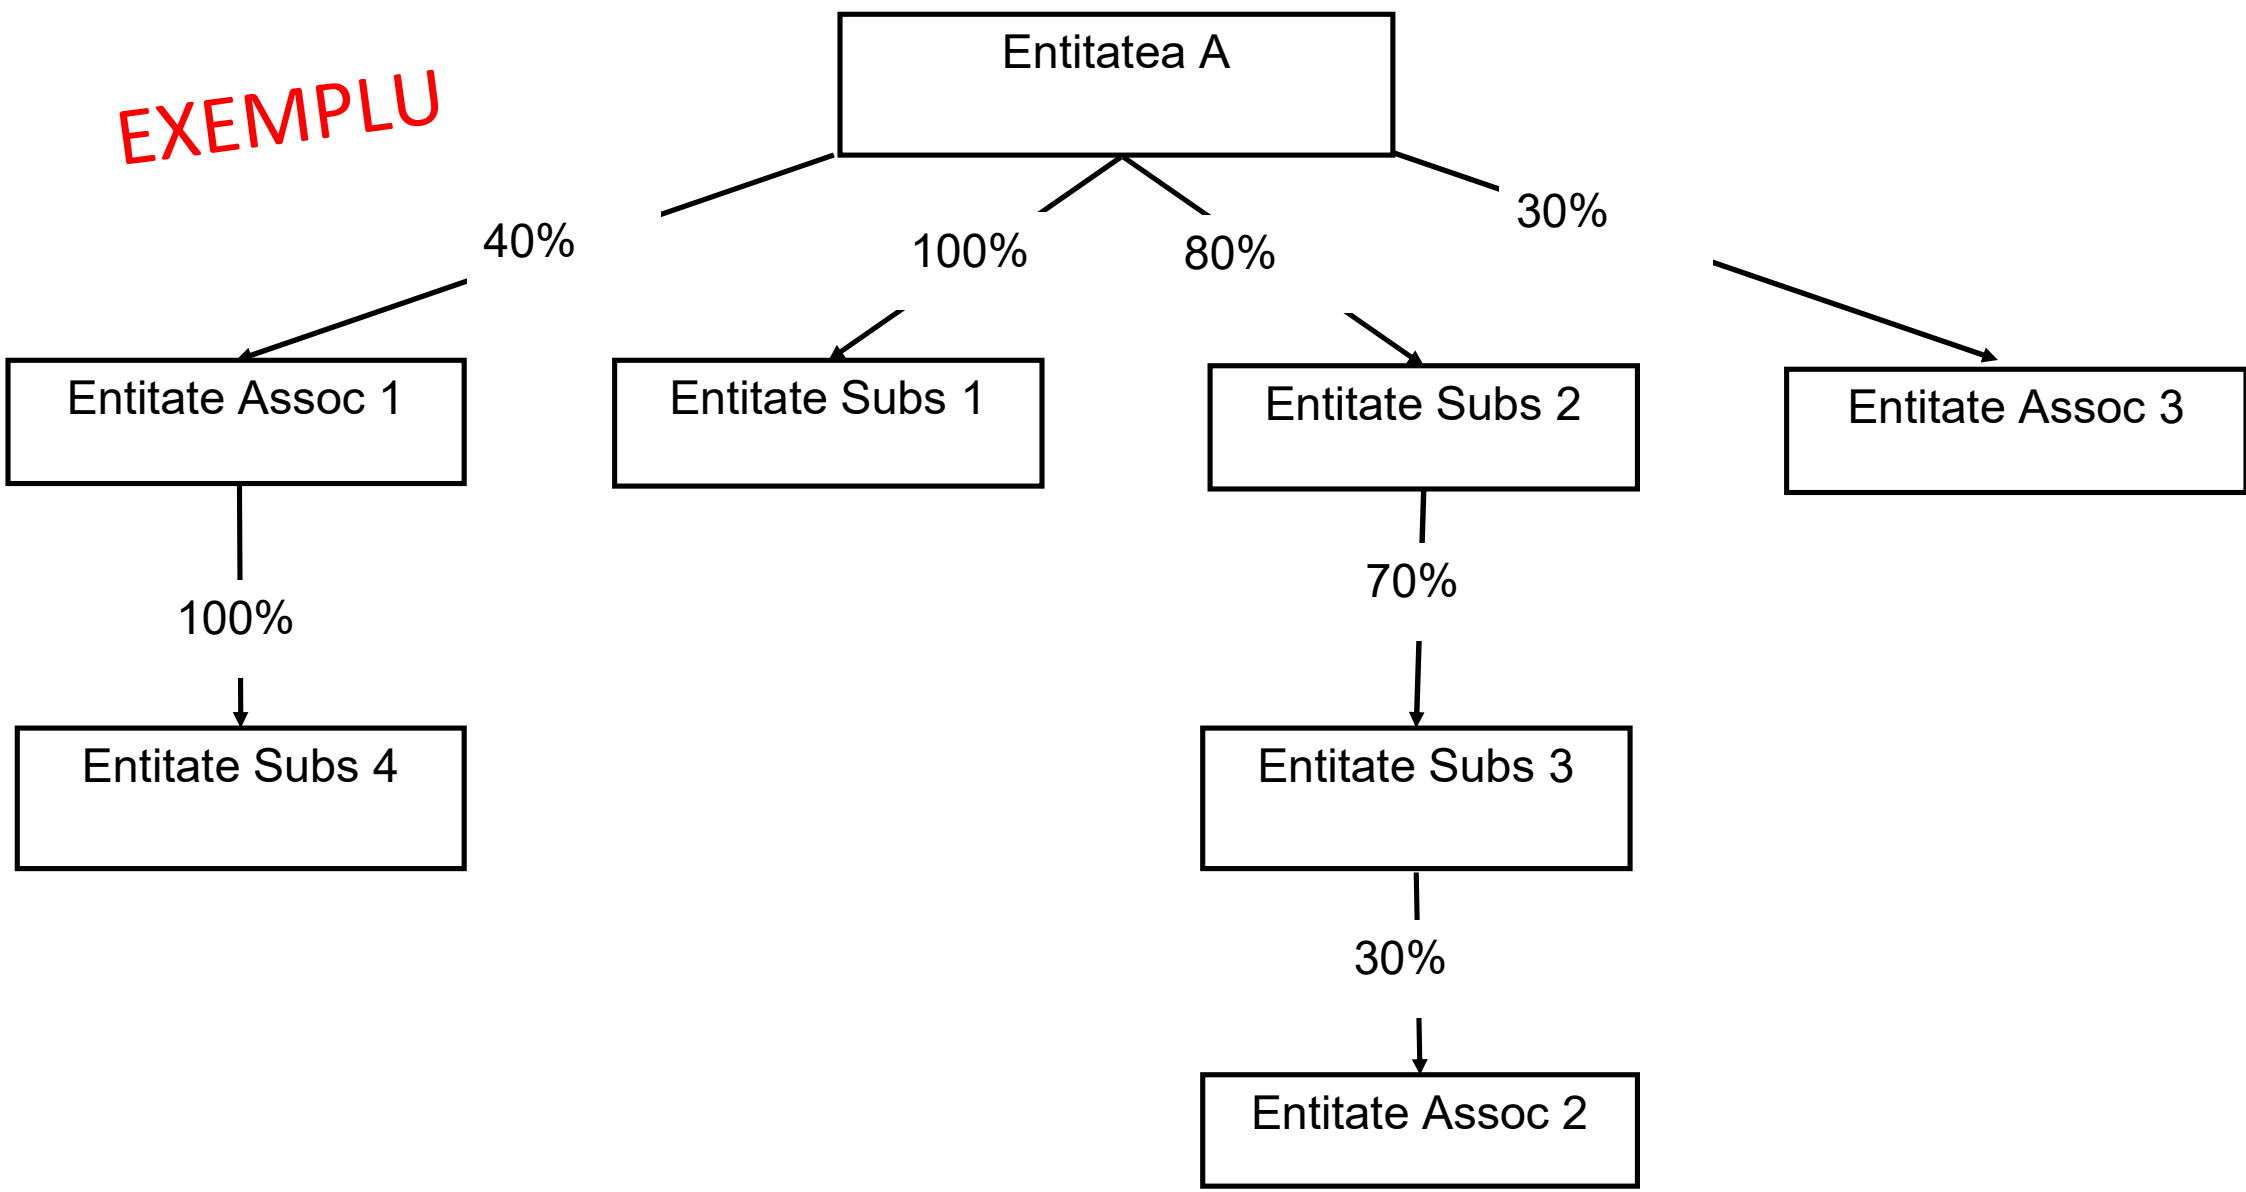 Entitatea A
EXEMPLU
40%
100%
80%
30%
Entitate Assoc 1
Entitate Subs 1
Entitate Subs 2
Entitate Assoc 3
100%
70%
Entitate Subs 4
Entitate Subs 3
30%
Entitate Assoc 2